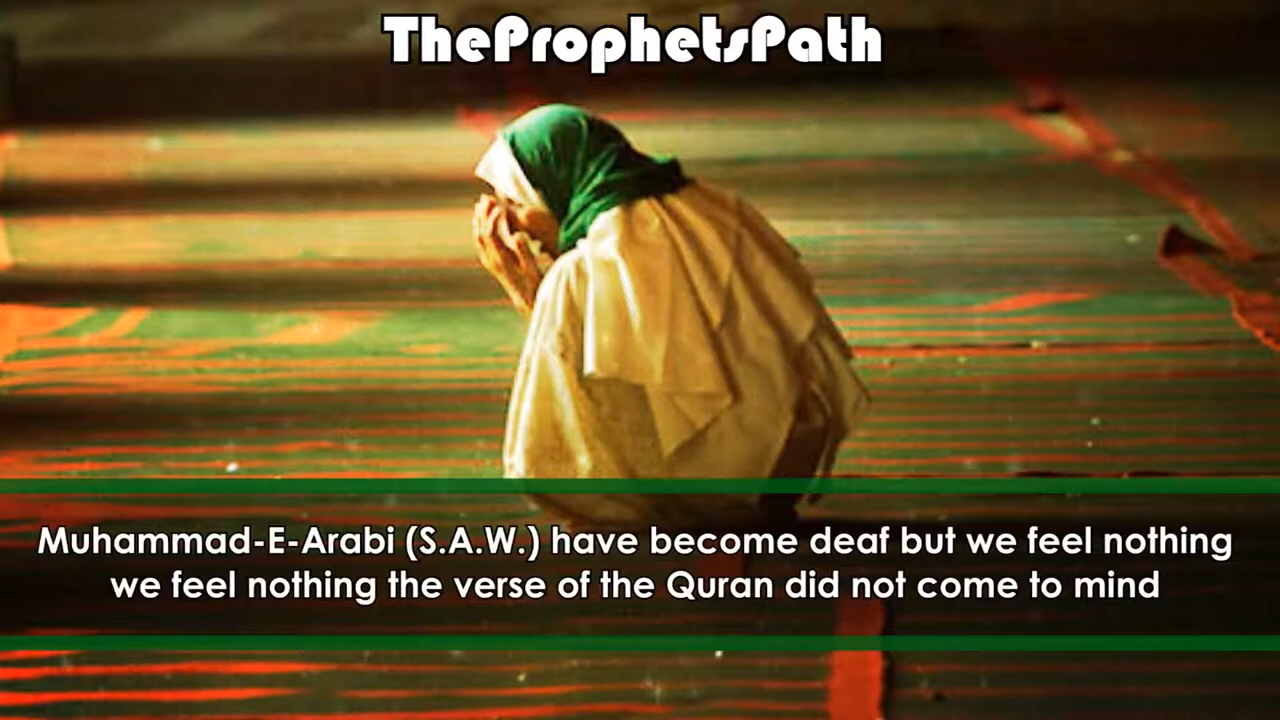 TheProphetsPath
Muhammad-E-Arabi (S.A.W.) have become deaf but we feel nothing
we feel nothing the verse of the Quran did not come to mind